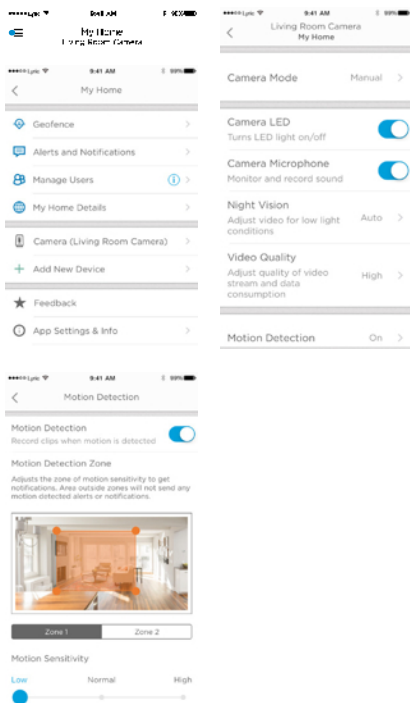 My Home
Living Room Camera
Lyric 9:41 AM 99%
My Home
Geofence
Alerts and Notifications
Manage Users
My Home Details
Camera (Living Room Camera)
Add New Device
Feedback
App Settings & Info
Lyric 9:41 AM 99%
Living Room Camera
My Home
Camera Mode Manual
Camera LED
Turns LED light on/off
Camera Microphone
Monitor and record sound
Night Vision
Adjust video for low light
conditions
Auto
Video Quality
Adjust quality of video
stream and data
consumption
High
Motion Detection On
Lyric 9:41 AM 99%
Motion Detection
Motion Detection
Record clips when motion is detected
Motion Detection Zone
Adjusts the zone of motion sensitivity to get
notifications. Area outside zones will not send any
motion detected alerts or notifications.
Zone 1 Zone 2
Motion Sensitivity
Low Normal High